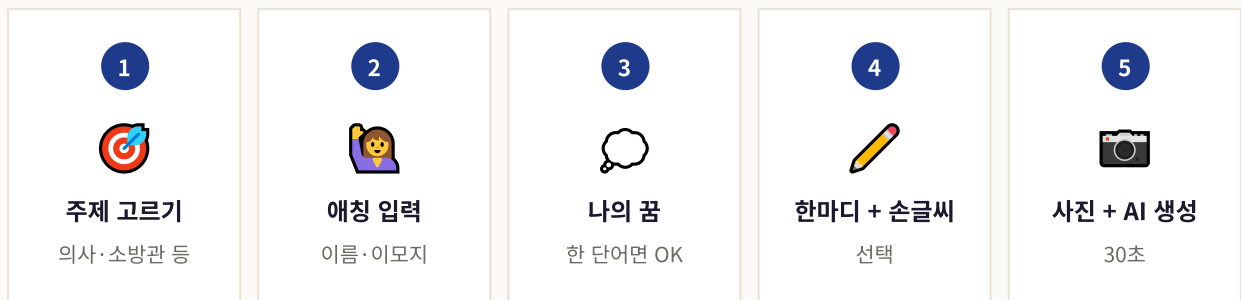 1
🎯
주제 고르기
의사·소방관 등
2
애칭 입력
이름·이모지
3
나의 꿈
한 단어면 OK
4
한마디 + 손글씨
선택
5
사진 + AI 생성
30초